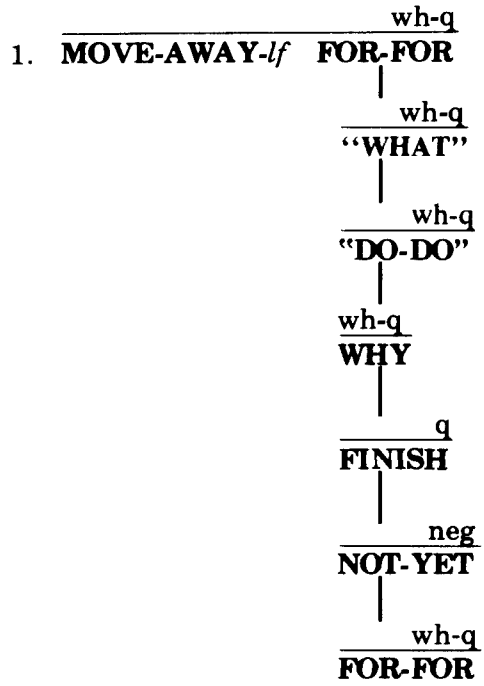 wh-q
1. MOVE-AWAY-lf FOR-FOR
wh-q
“WHAT”
wh-q
“DO-DO”
wh-q
WHY
q
FINISH
neg
NOT-YET
wh-q
FOR-FOR